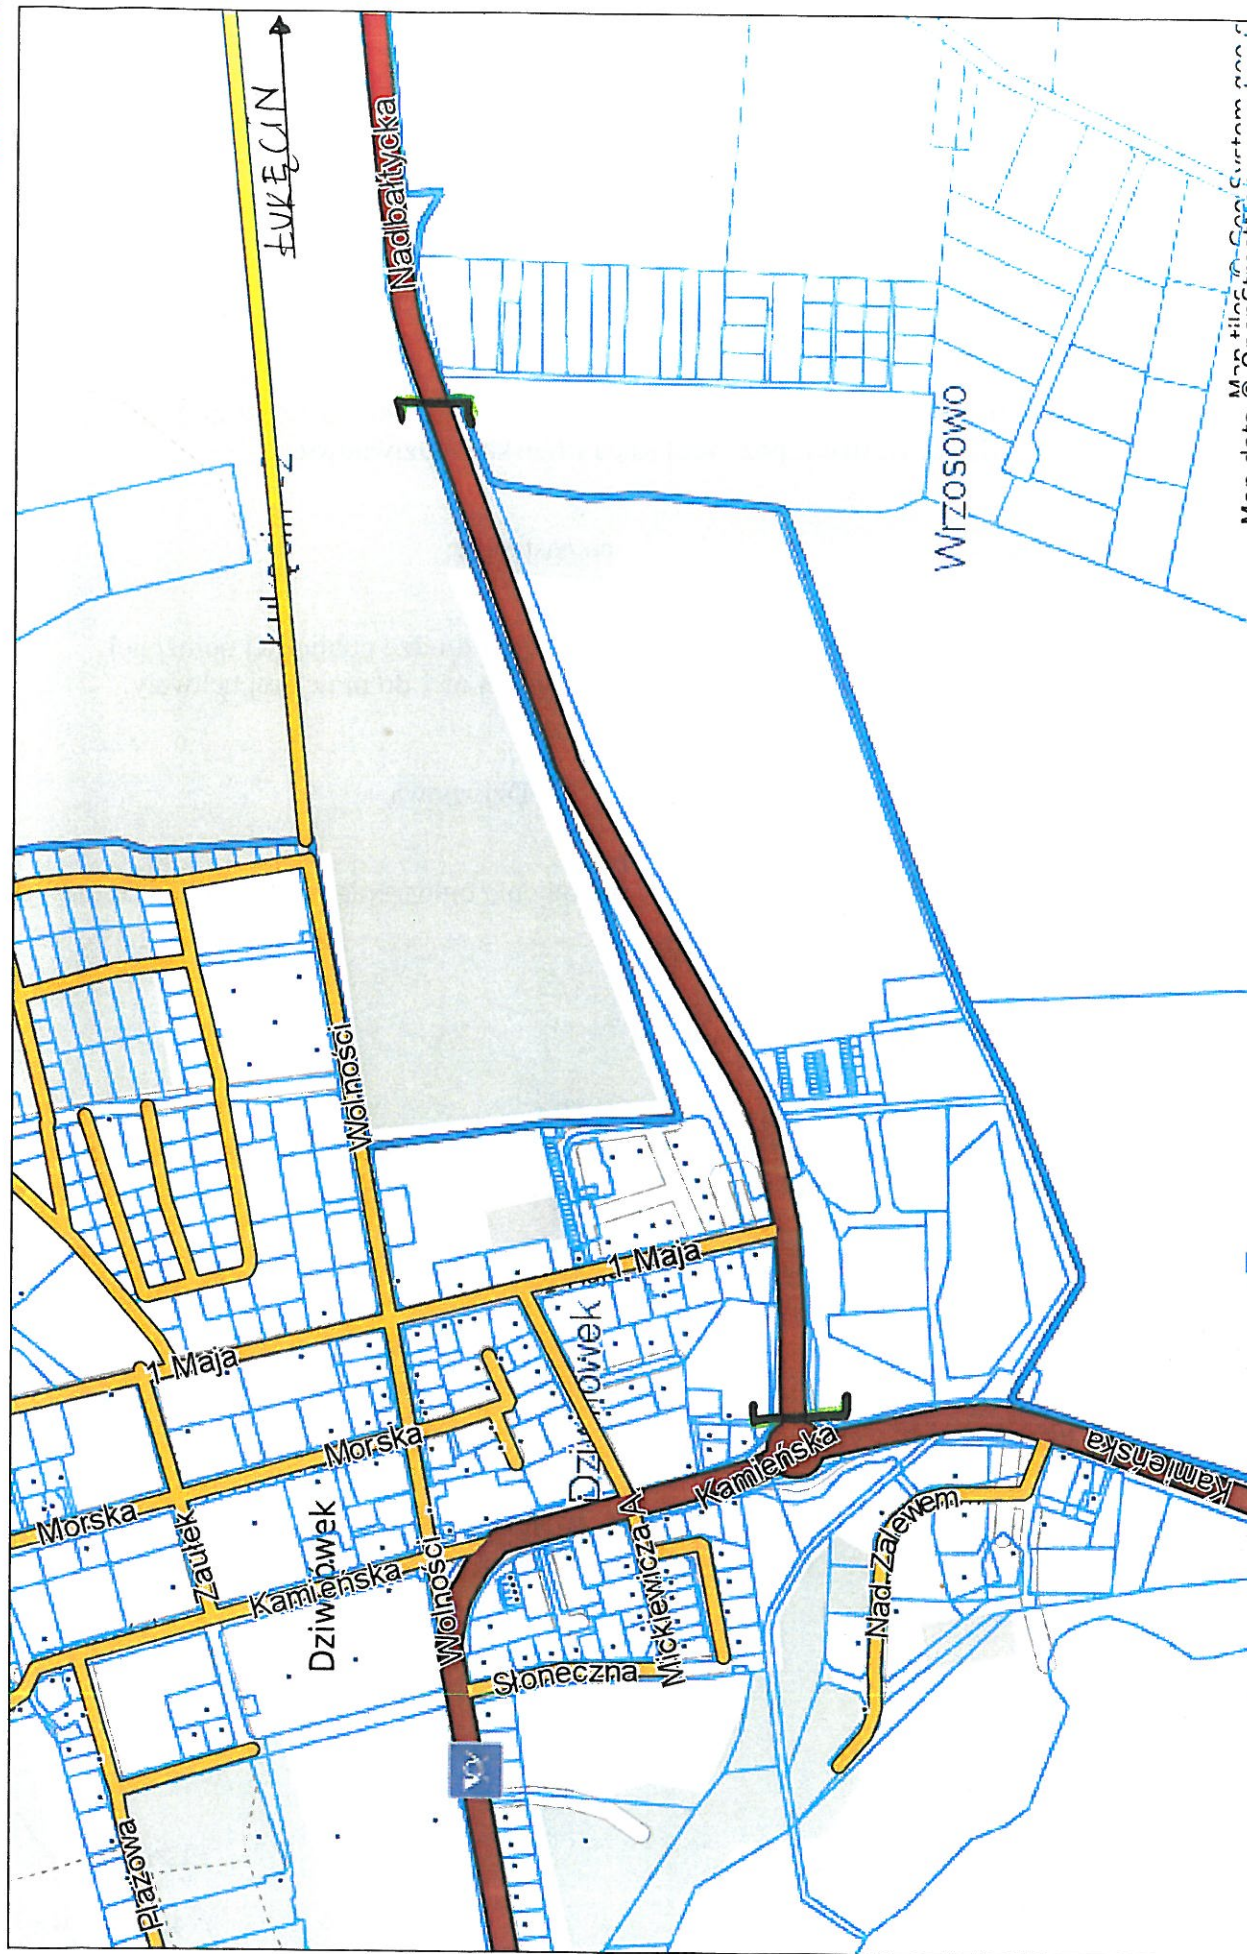 ŁUKĘCIN
Nadbałtycka
Wrzosowo
Wolności
1 Maja
Dziwnówek
1 Maja
Morska
Kamieńska
Kamieńska
Kamieńska
Morska
Zaułek
Kamieńska
Dziwnówek
Wolności
Mickiewicza A
Nad Zalewem
Słoneczna
Plażowa